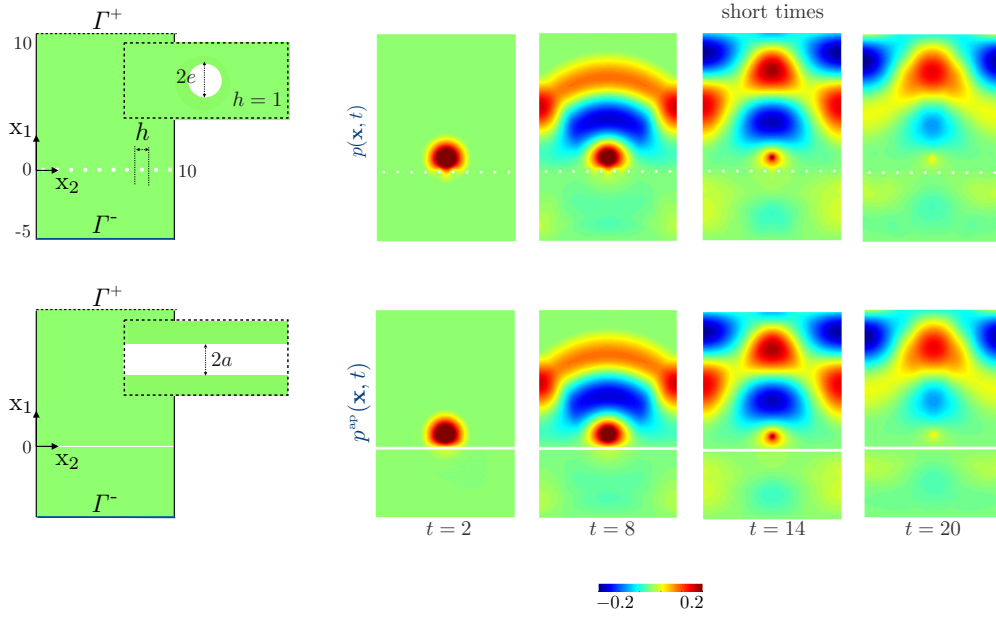 short times
Γ⁺
10
2e
h = 1
x₁
h
p(x, t)
0
x₂
10
Γ⁻
-5
Γ⁺
2a
x₁
pᵃᵖ(x, t)
0
x₂
Γ⁻
t = 2 t = 8 t = 14 t = 20
−0.2 0.2